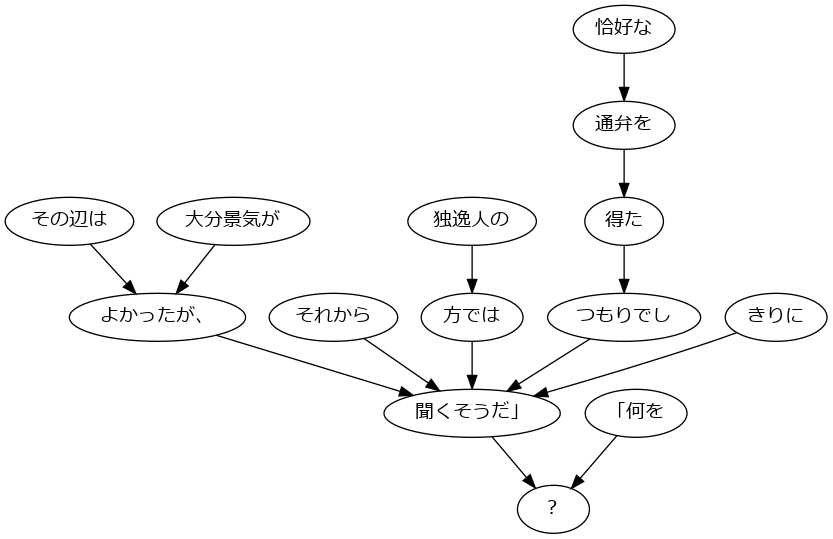 恰好な
通弁を
その辺は
大分景気が
独逸人の
得た
よかったが、
それから
方では
つもりでし
きりに
聞くそうだ」
「何を
?